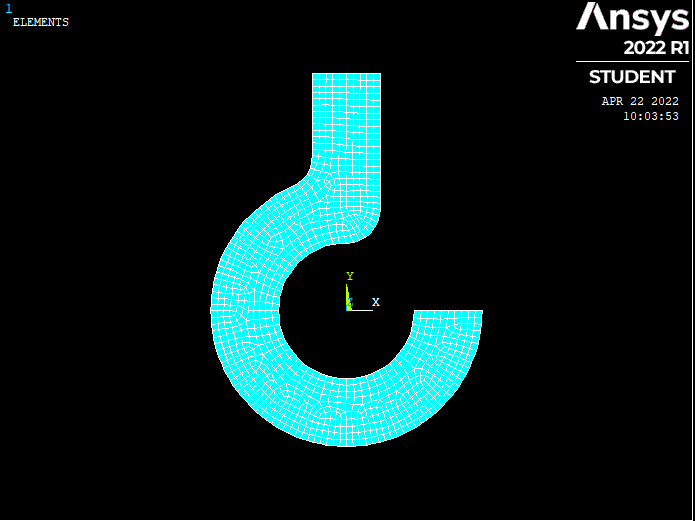 1
ELEMENTS
Ansys
2022 R1
STUDENT
APR 22 2022
10:03:53
Y
X